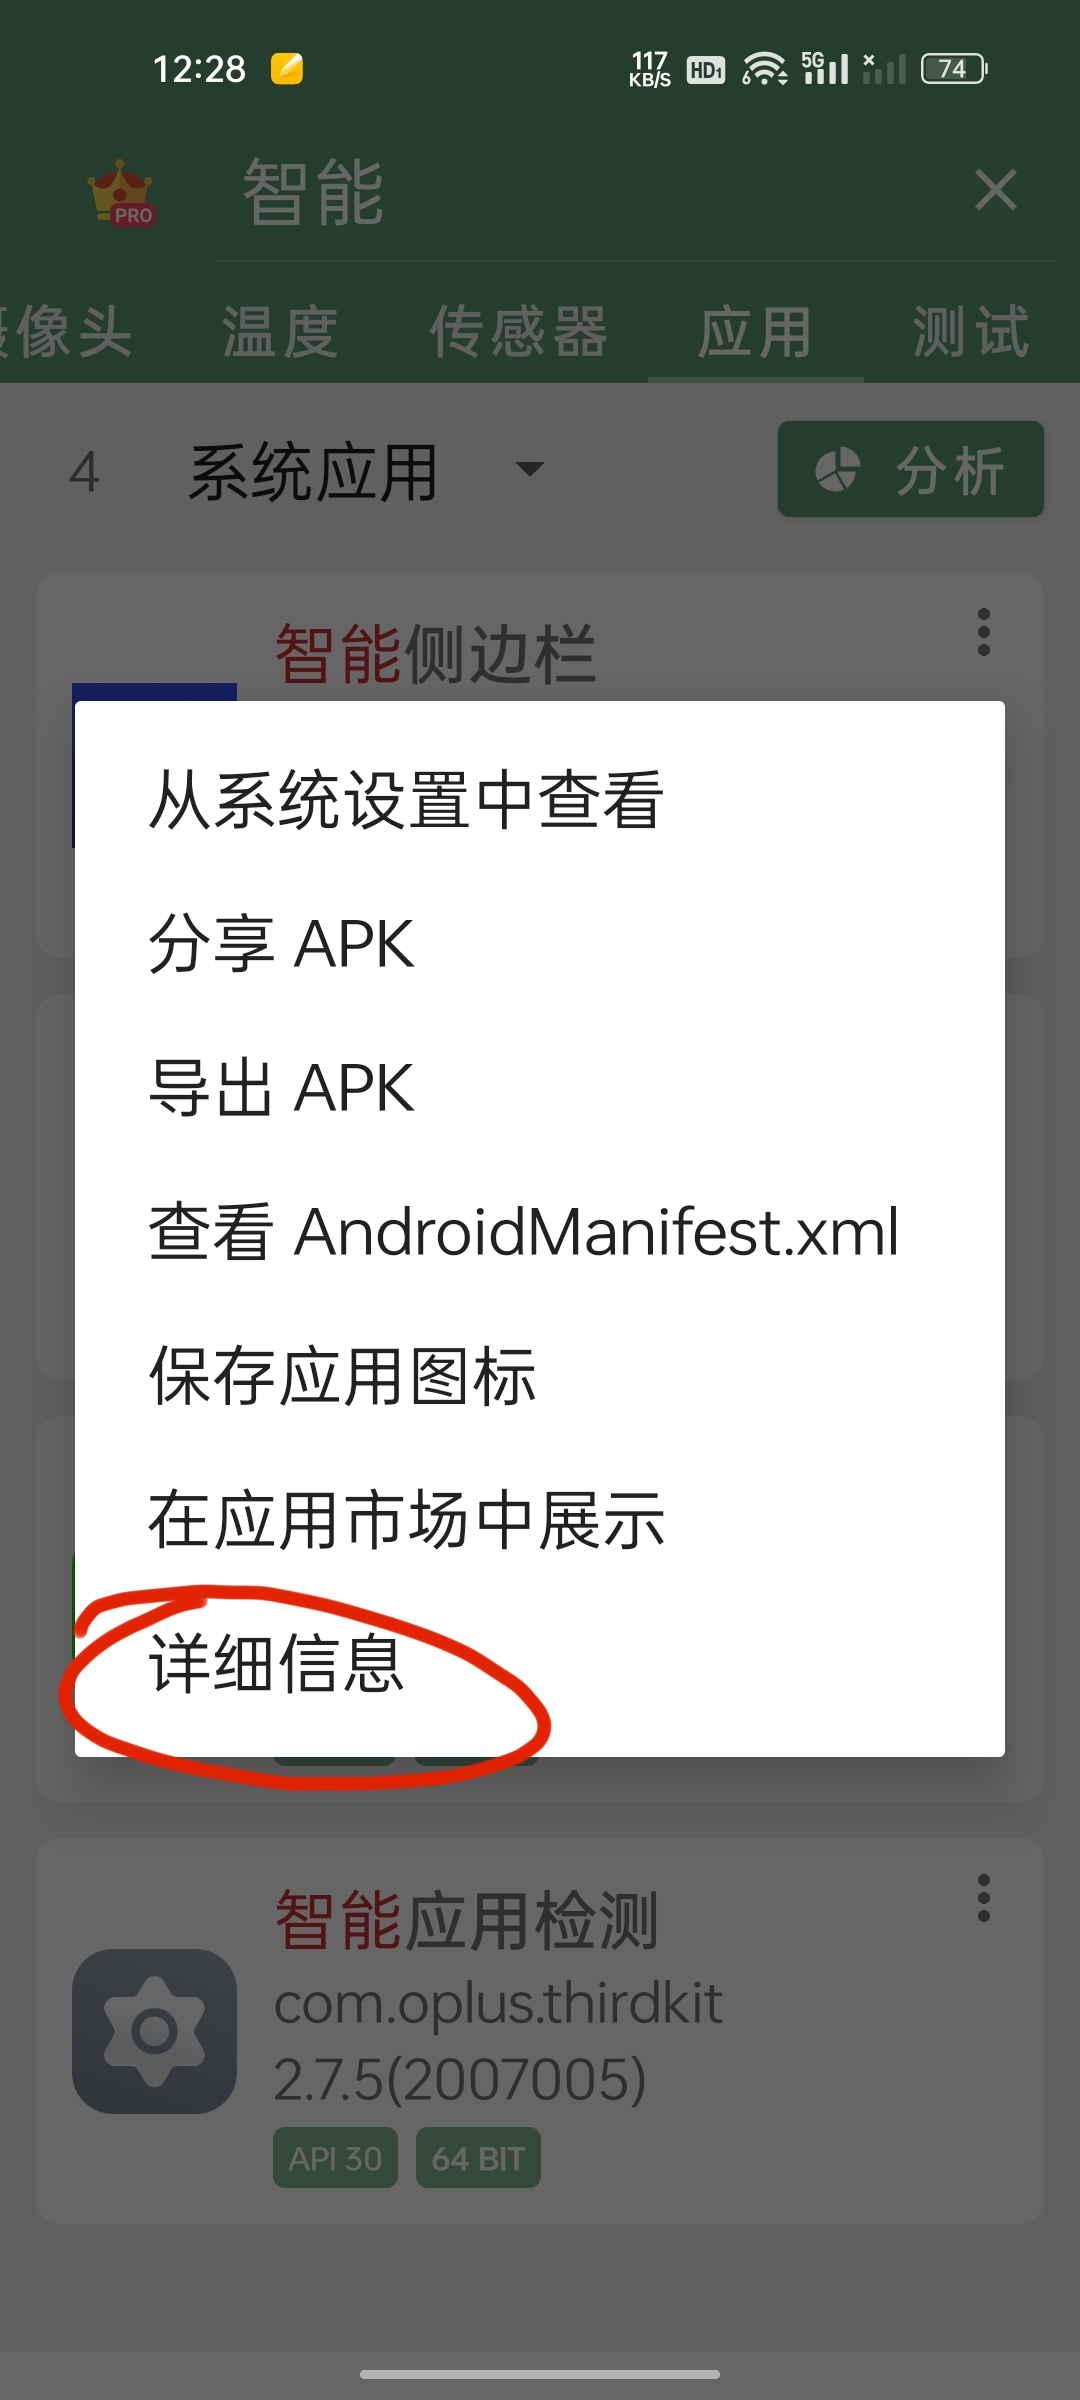 12:28 117 KB/S HD1 6 5G 74
PRO 智能
像头 温度 传感器 应用 测试
4 系统应用 分析
智能侧边栏
从系统设置中查看
分享 APK
导出 APK
查看 AndroidManifest.xml
保存应用图标
在应用市场中展示
详细信息
智能应用检测
com.oplus.thirdkit
2.7.5(2007005)
API 30 64 BIT